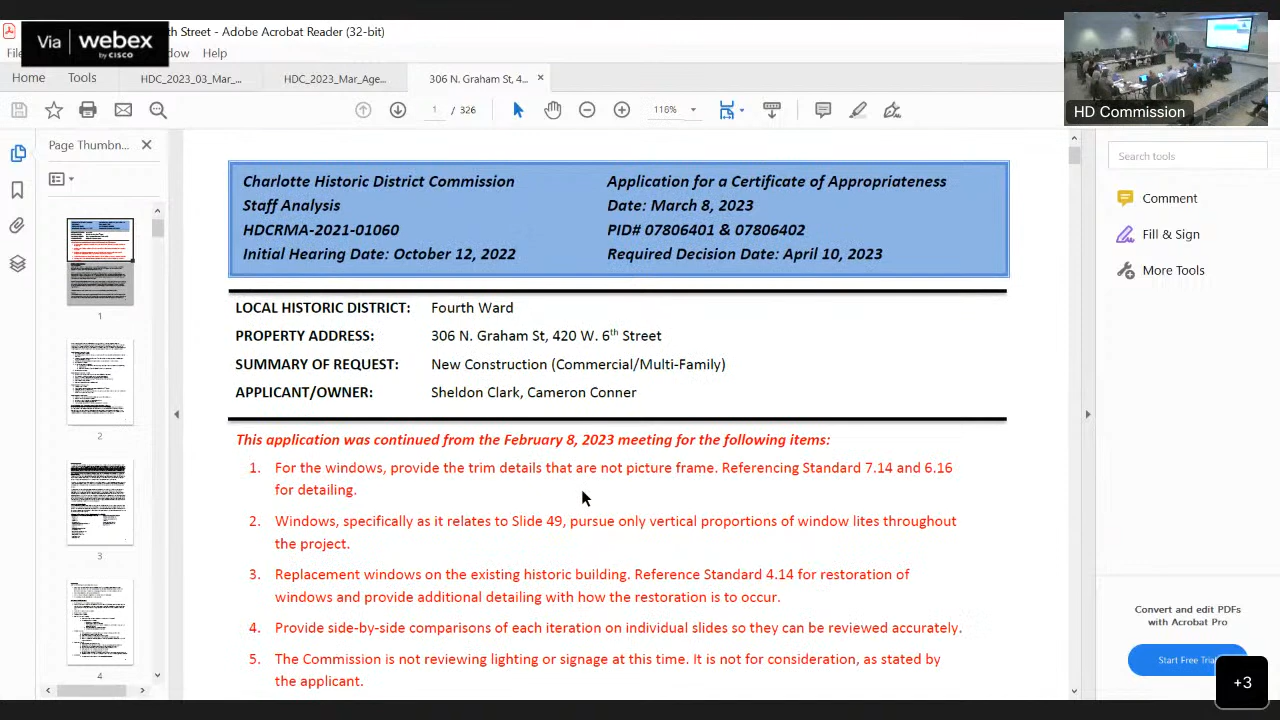 Via webex by CISCO
th Street - Adobe Acrobat Reader (32-bit)
dow Help
Home Tools HDC_2023_03_Mar_... HDC_2023_Mar_Age... 306 N. Graham St, 4...
1 / 326 116%
HD Commission
Page Thumbn...
Search tools
Comment
Fill & Sign
More Tools
1
2
3
4
Charlotte Historic District Commission Application for a Certificate of Appropriateness
Staff Analysis Date: March 8, 2023
HDCRMA-2021-01060 PID# 07806401 & 07806402
Initial Hearing Date: October 12, 2022 Required Decision Date: April 10, 2023
LOCAL HISTORIC DISTRICT: Fourth Ward
PROPERTY ADDRESS: 306 N. Graham St, 420 W. 6th Street
SUMMARY OF REQUEST: New Construction (Commercial/Multi-Family)
APPLICANT/OWNER: Sheldon Clark, Cameron Conner
This application was continued from the February 8, 2023 meeting for the following items:
1. For the windows, provide the trim details that are not picture frame. Referencing Standard 7.14 and 6.16
for detailing.
2. Windows, specifically as it relates to Slide 49, pursue only vertical proportions of window lites throughout
the project.
3. Replacement windows on the existing historic building. Reference Standard 4.14 for restoration of
windows and provide additional detailing with how the restoration is to occur.
4. Provide side-by-side comparisons of each iteration on individual slides so they can be reviewed accurately.
5. The Commission is not reviewing lighting or signage at this time. It is not for consideration, as stated by
the applicant.
Convert and edit PDFs
with Acrobat Pro
Start Free Trial
+3